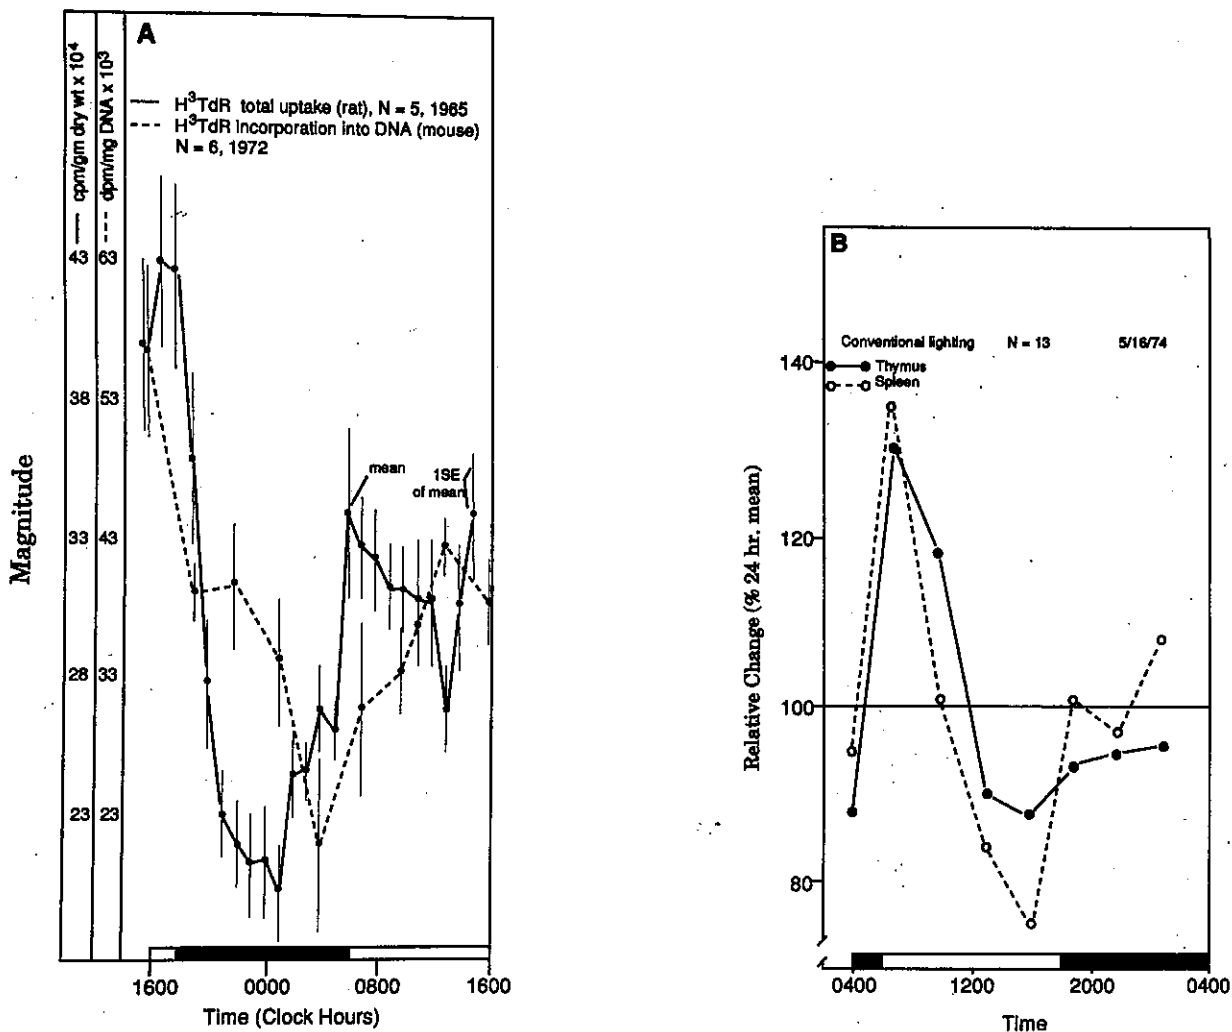 A
cpm/gm dry wt x 10⁴
dpm/mg DNA x 10³
H³TdR total uptake (rat), N = 5, 1965
H³TdR incorporation into DNA (mouse)
N = 6, 1972
Magnitude
43 63
38 53
33 43
28 33
23 23
mean
1SE
of mean
1600 0000 0800 1600
Time (Clock Hours)
B
Conventional lighting N = 13 5/16/74
Thymus
Spleen
Relative Change (% 24 hr. mean)
140
120
100
80
0400 1200 2000 0400
Time